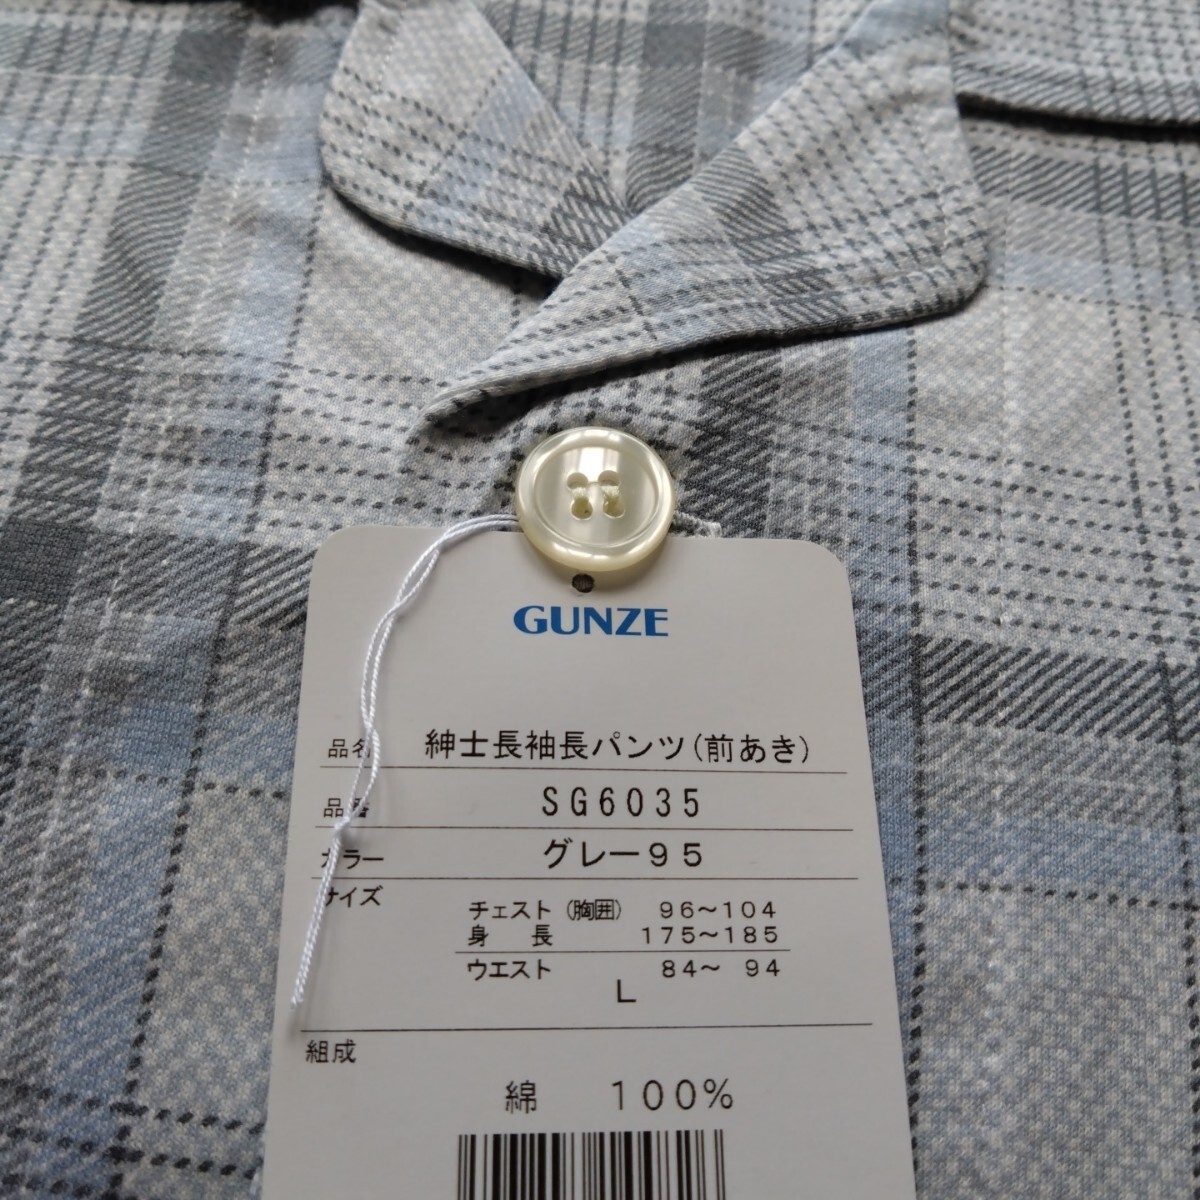 GUNZE
品名 紳士長袖長パンツ(前あき)
品番 SG6035
カラー グレー95
サイズ
チェスト(胸囲) 96～104
身長 175～185
ウエスト 84～ 94
L
組成
綿 100%